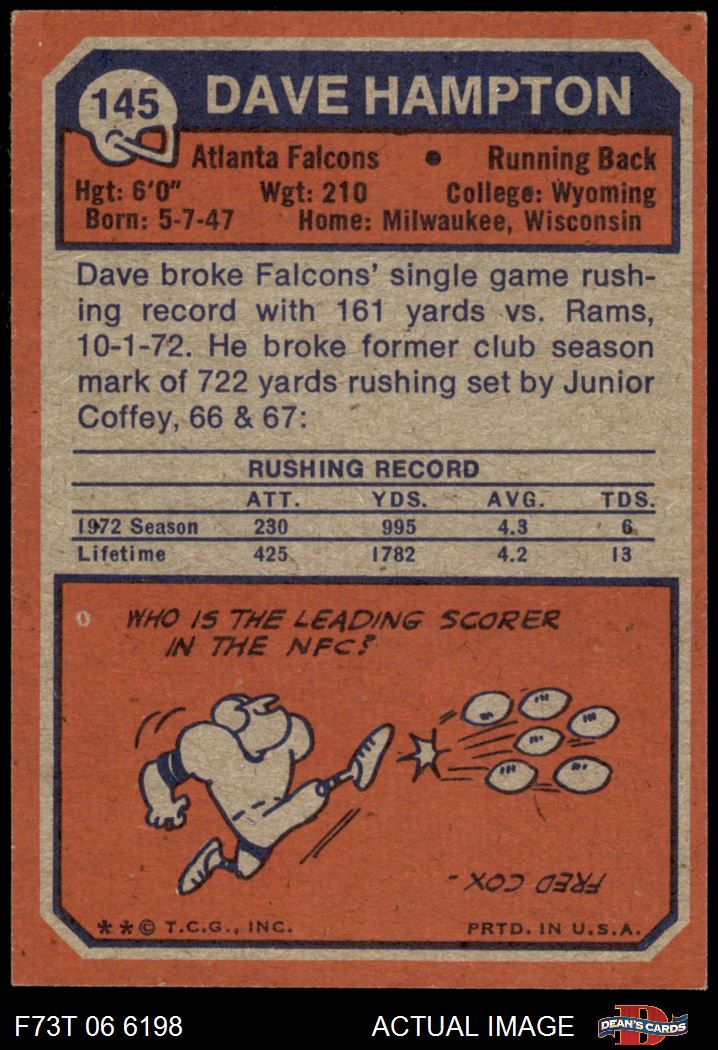 145
DAVE HAMPTON
Atlanta Falcons • Running Back
Hgt: 6'0" Wgt: 210 College: Wyoming
Born: 5-7-47 Home: Milwaukee, Wisconsin
Dave broke Falcons' single game rush-
ing record with 161 yards vs. Rams,
10-1-72. He broke former club season
mark of 722 yards rushing set by Junior
Coffey, 66 & 67:
RUSHING RECORD
ATT. YDS. AVG. TDS.
1972 Season 230 995 4.3 6
Lifetime 425 1782 4.2 13
WHO IS THE LEADING SCORER
IN THE NFC?
- FRED COX
**© T.C.G., INC. PRTD. IN U.S.A.
F73T 06 6198 ACTUAL IMAGE D DEAN'S CARDS